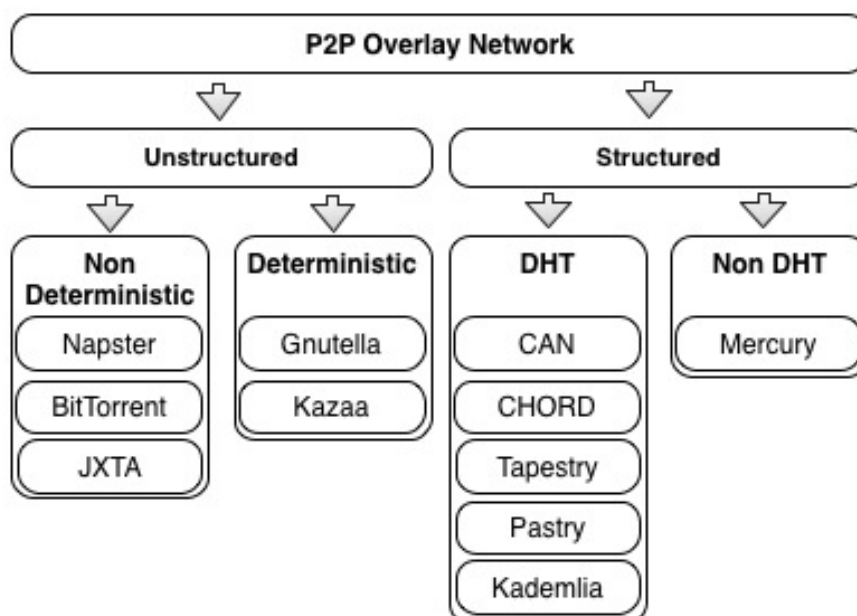 P2P Overlay Network
Unstructured
Structured
Non
Deterministic
Napster
BitTorrent
JXTA
Deterministic
Gnutella
Kazaa
DHT
CAN
CHORD
Tapestry
Pastry
Kademlia
Non DHT
Mercury